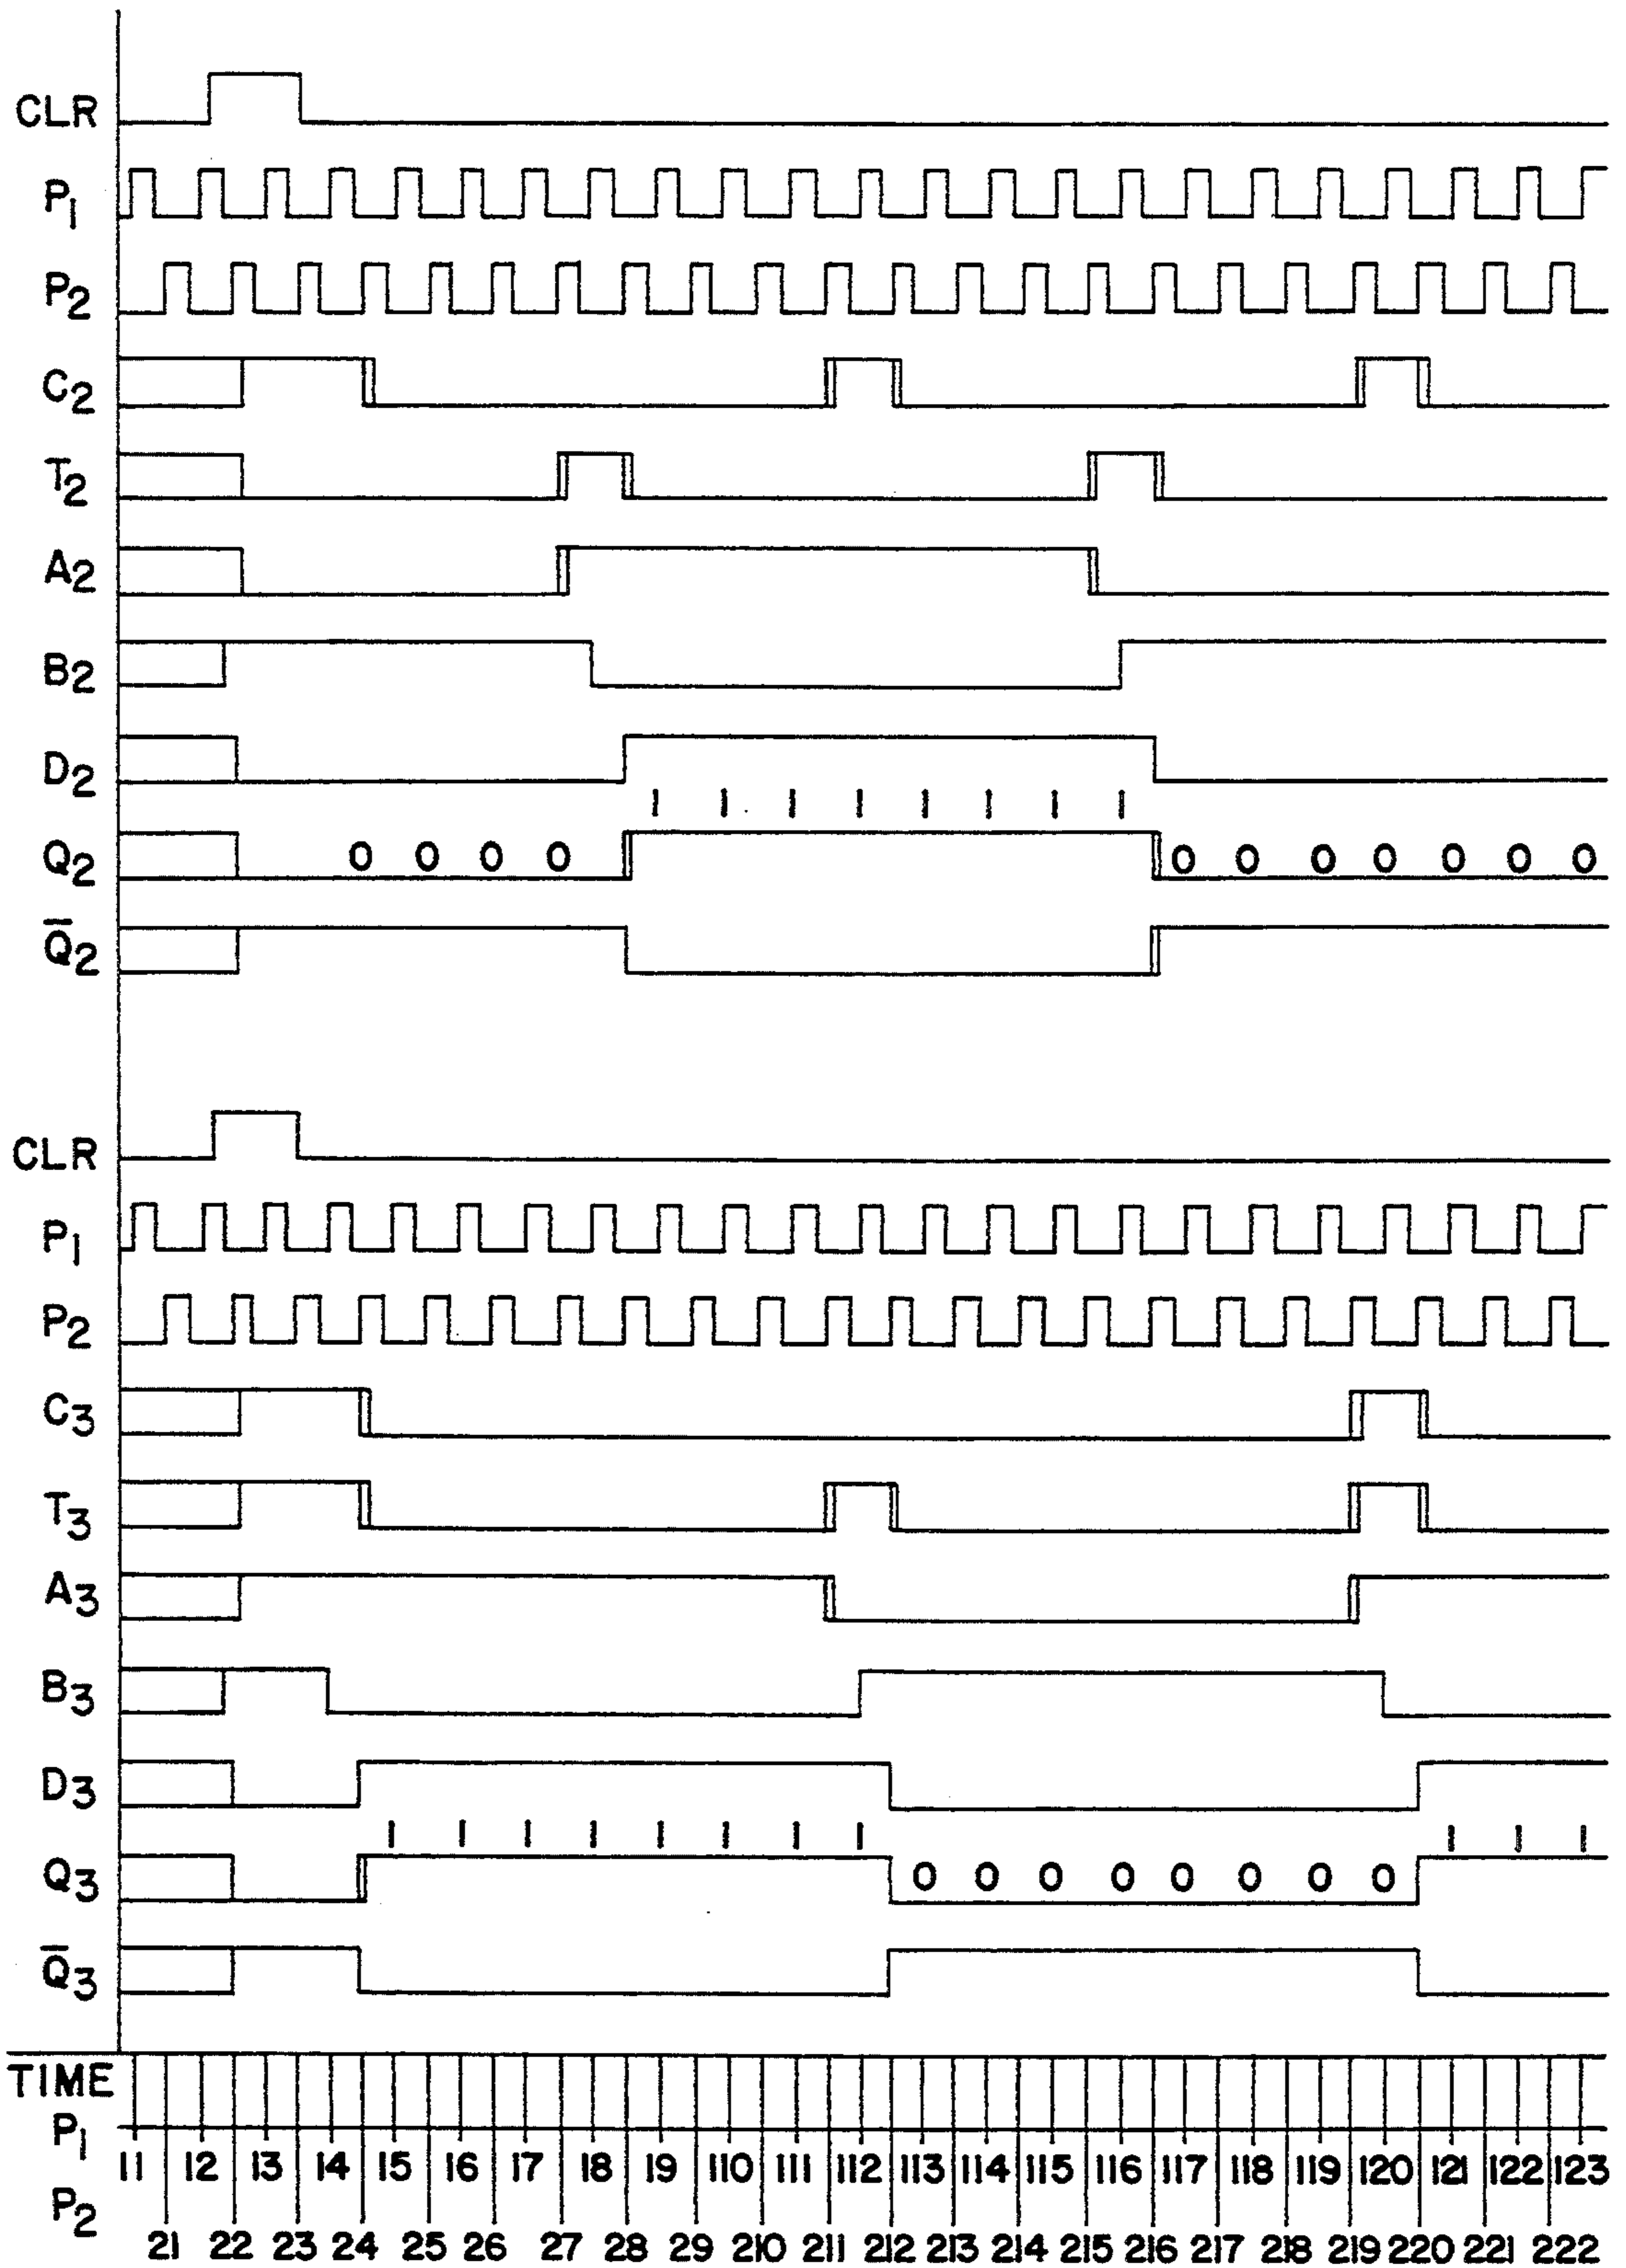 CLR
P1
P2
C2
T2
A2
B2
D2
1 1 1 1 1 1 1 1
Q2 0 0 0 0 0 0 0 0 0 0 0
Q̅2
CLR
P1
P2
C3
T3
A3
B3
D3
1 1 1 1 1 1 1 1 1 1 1
Q3 0 0 0 0 0 0 0 0
Q̅3
TIME
P1
11 12 13 14 15 16 17 18 19 110 111 112 113 114 115 116 117 118 119 120 121 122 123
P2
21 22 23 24 25 26 27 28 29 210 211 212 213 214 215 216 217 218 219 220 221 222